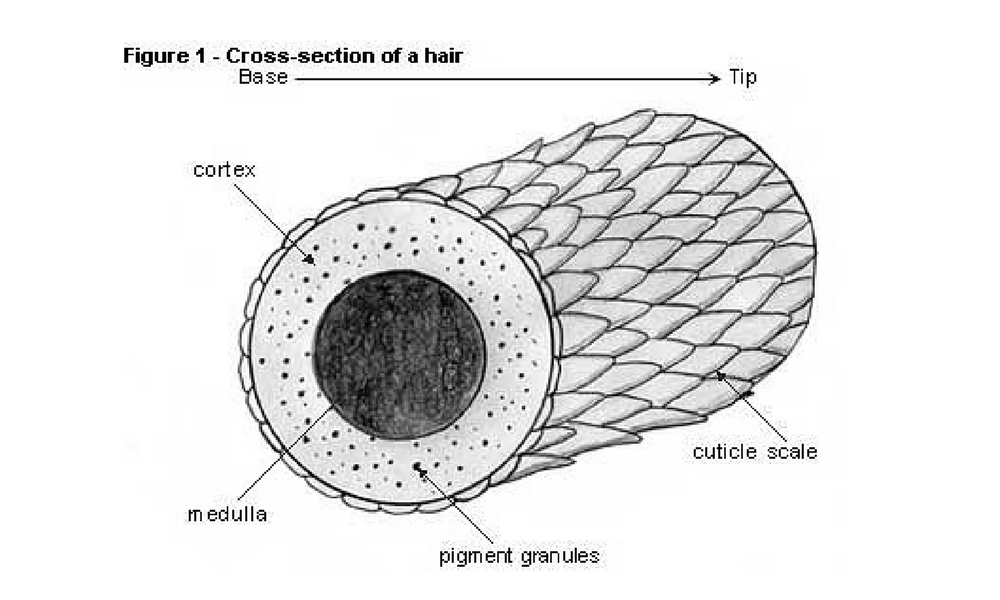 Figure 1 - Cross-section of a hair
Base Tip
cortex
cuticle scale
medulla
pigment granules